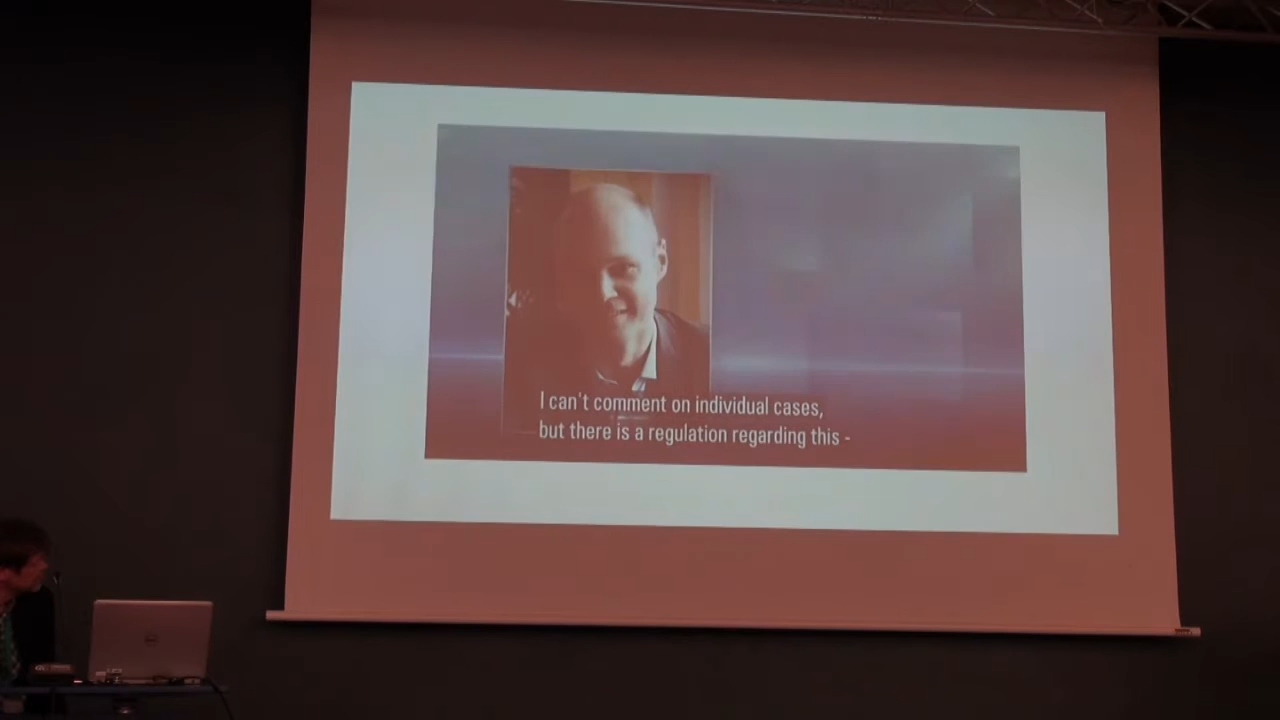 I can't comment on individual cases,
but there is a regulation regarding this -